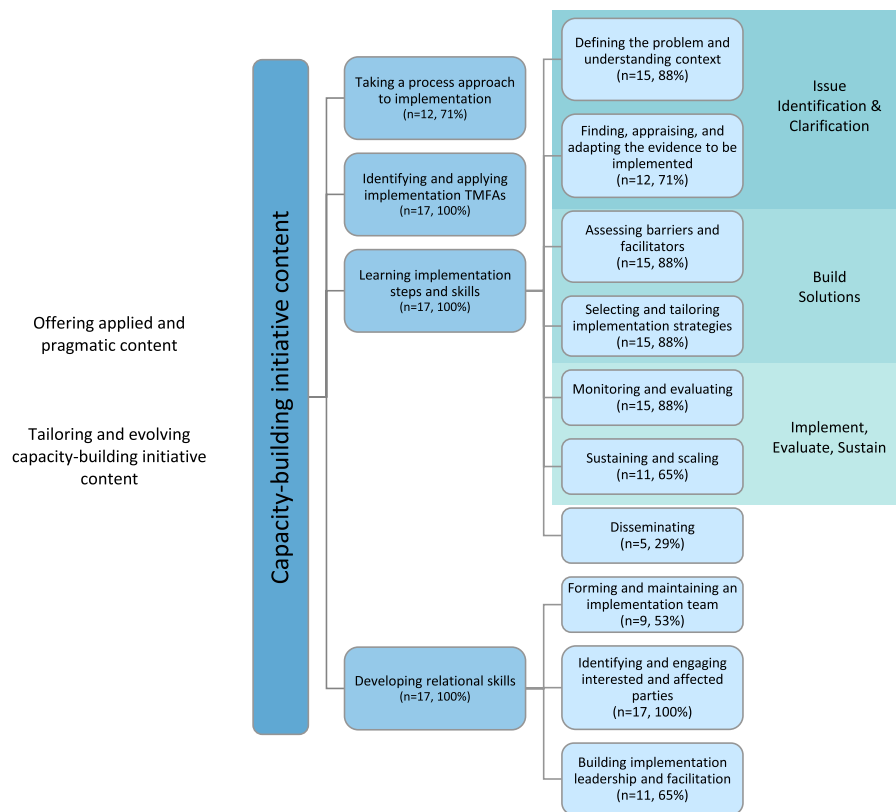 Offering applied and
pragmatic content
Tailoring and evolving
capacity-building initiative
content
Capacity-building initiative content
Taking a process approach
to implementation
(n=12, 71%)
Identifying and applying
implementation TMFAs
(n=17, 100%)
Learning implementation
steps and skills
(n=17, 100%)
Developing relational skills
(n=17, 100%)
Defining the problem and
understanding context
(n=15, 88%)
Finding, appraising, and
adapting the evidence to be
implemented
(n=12, 71%)
Assessing barriers and
facilitators
(n=15, 88%)
Selecting and tailoring
implementation strategies
(n=15, 88%)
Monitoring and evaluating
(n=15, 88%)
Sustaining and scaling
(n=11, 65%)
Disseminating
(n=5, 29%)
Forming and maintaining an
implementation team
(n=9, 53%)
Identifying and engaging
interested and affected
parties
(n=17, 100%)
Building implementation
leadership and facilitation
(n=11, 65%)
Issue
Identification &
Clarification
Build
Solutions
Implement,
Evaluate, Sustain